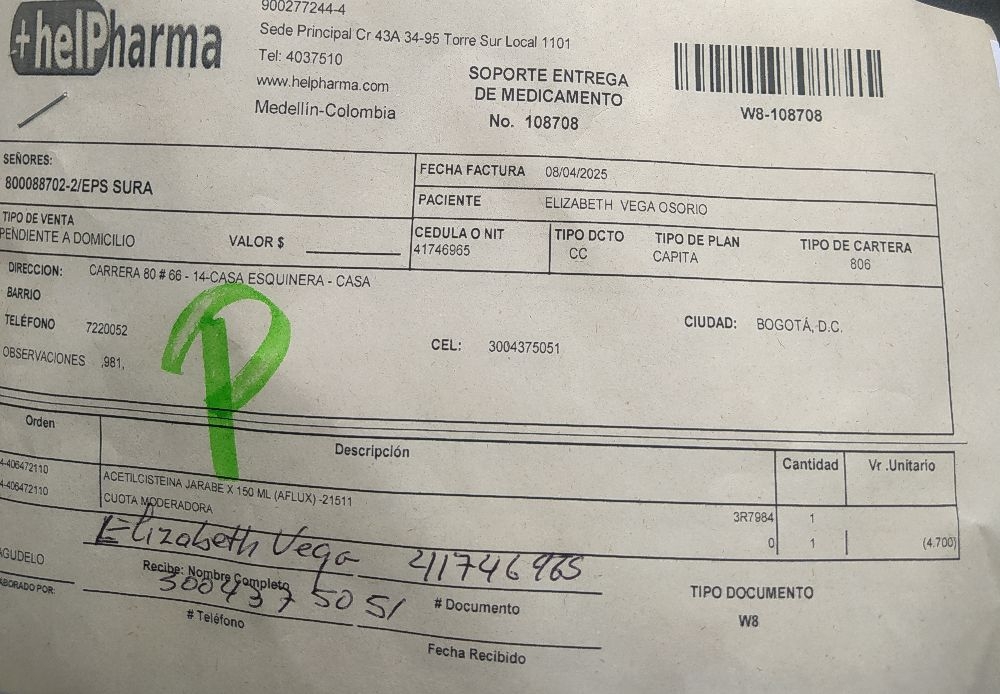 +helPharma
900277244-4
Sede Principal Cr 43A 34-95 Torre Sur Local 1101
Tel: 4037510
www.helpharma.com
Medellín-Colombia
SOPORTE ENTREGA
DE MEDICAMENTO
No. 108708
W8-108708
SEÑORES:
800088702-2/EPS SURA
FECHA FACTURA 08/04/2025
PACIENTE ELIZABETH VEGA OSORIO
TIPO DE VENTA
PENDIENTE A DOMICILIO
VALOR $
CEDULA O NIT
41746965
TIPO DCTO
CC
TIPO DE PLAN
CAPITA
TIPO DE CARTERA
806
DIRECCION: CARRERA 80 # 66 - 14-CASA ESQUINERA - CASA
BARRIO
TELÉFONO 7220052
CEL: 3004375051
CIUDAD: BOGOTÁ, D.C.
OBSERVACIONES ,981,
P
Orden Descripción Cantidad Vr .Unitario
4-406472110 ACETILCISTEINA JARABE X 150 ML (AFLUX) -21511 3R7984 1
4-406472110 CUOTA MODERADORA 0 1 (4.700)
Elizabeth Vega 41746965
AGUDELO
Recibe: Nombre Completo
# Documento
ABORADO POR:
3004375051
# Teléfono
Fecha Recibido
TIPO DOCUMENTO
W8